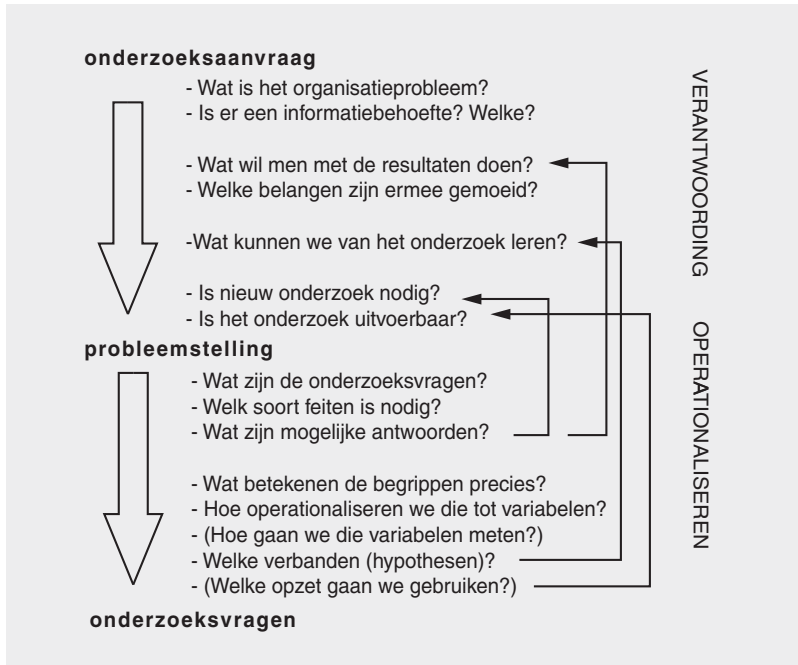 onderzoeksaanvraag
- Wat is het organisatieprobleem?
- Is er een informatiebehoefte? Welke?
- Wat wil men met de resultaten doen?
- Welke belangen zijn ermee gemoeid?
-Wat kunnen we van het onderzoek leren?
- Is nieuw onderzoek nodig?
- Is het onderzoek uitvoerbaar?
probleemstelling
- Wat zijn de onderzoeksvragen?
- Welk soort feiten is nodig?
- Wat zijn mogelijke antwoorden?
- Wat betekenen de begrippen precies?
- Hoe operationaliseren we die tot variabelen?
- (Hoe gaan we die variabelen meten?)
- Welke verbanden (hypothesen)?
- (Welke opzet gaan we gebruiken?)
onderzoeksvragen
VERANTWOORDING
OPERATIONALISEREN